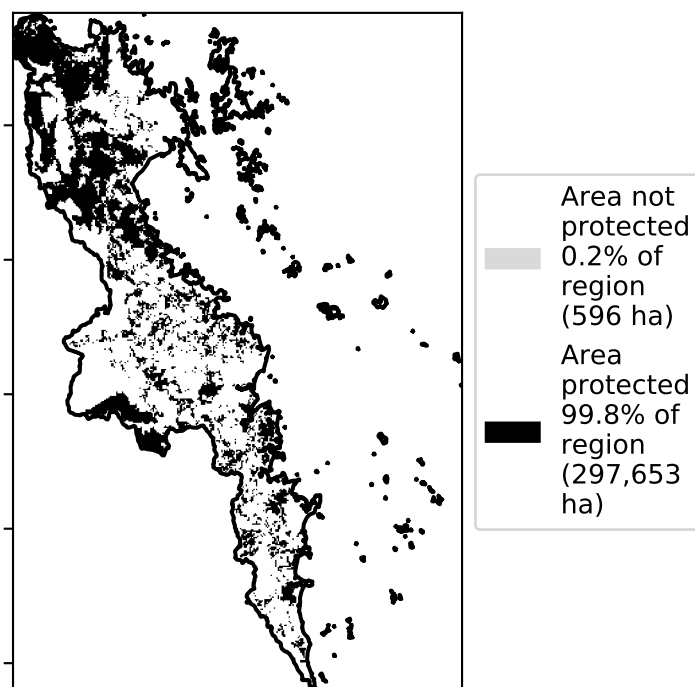 Area not
protected
0.2% of
region
(596 ha)
Area
protected
99.8% of
region
(297,653
ha)